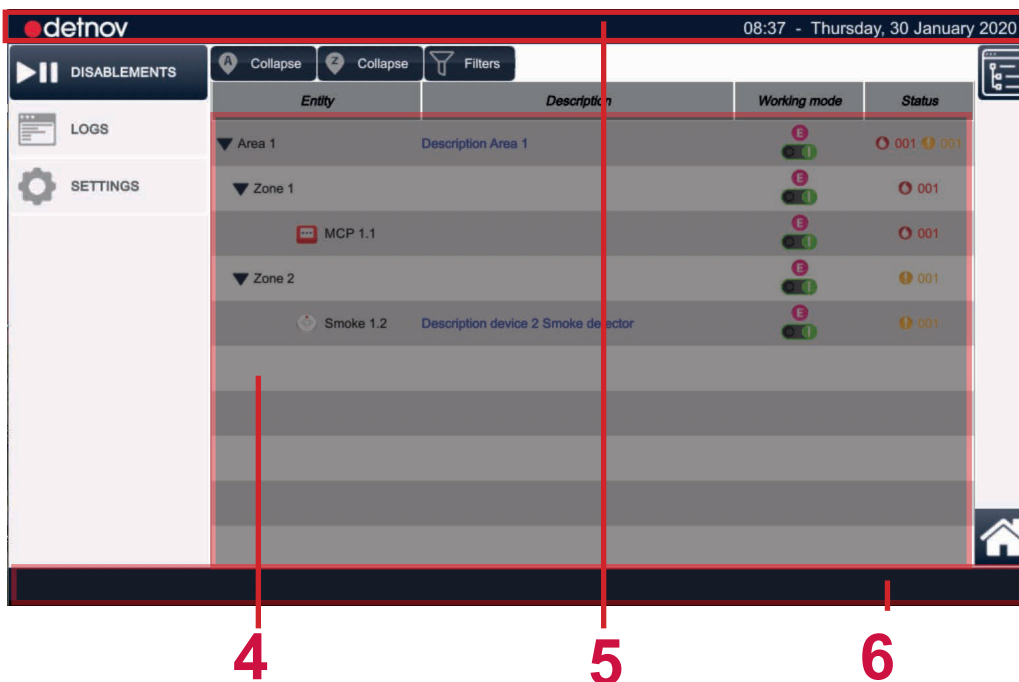 detnov
08:37 - Thursday, 30 January 2020
DISABLEMENTS
LOGS
SETTINGS
A Collapse
Z Collapse
Filters
Entity Description Working mode Status
Area 1 Description Area 1 E 001 001
Zone 1 E 001
MCP 1.1 E 001
Zone 2 E 001
Smoke 1.2 Description device 2 Smoke detector E 001
4 5 6